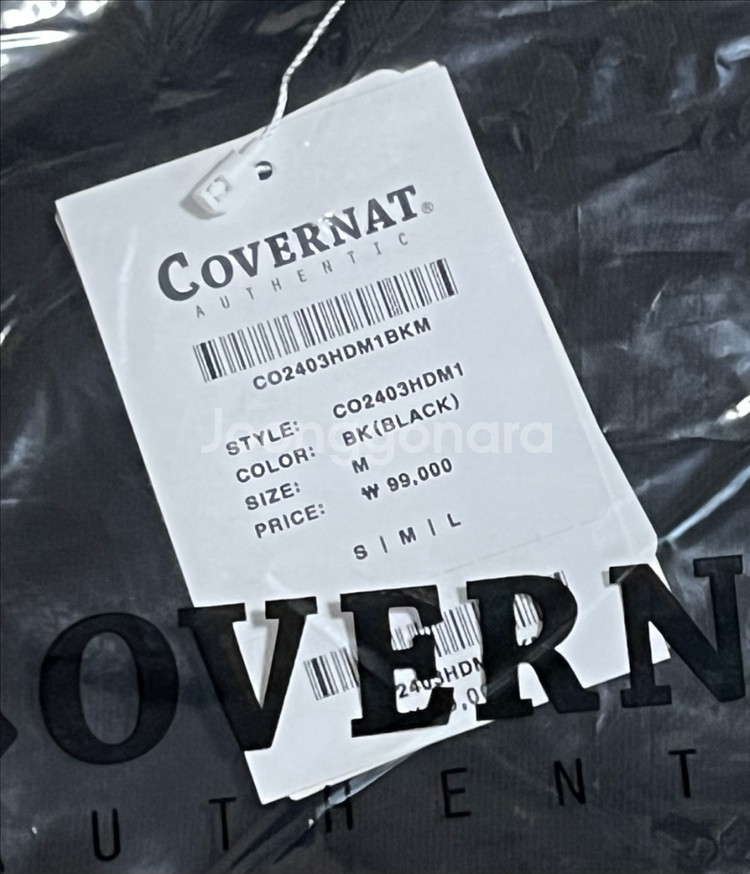 COVERNAT®
AUTHENTIC
CO2403HDM1BKM
STYLE: CO2403HDM1
COLOR: BK(BLACK)
SIZE: M
PRICE: ₩ 99,000
Joonggonara
S | M | L
OVERN
UTHENT